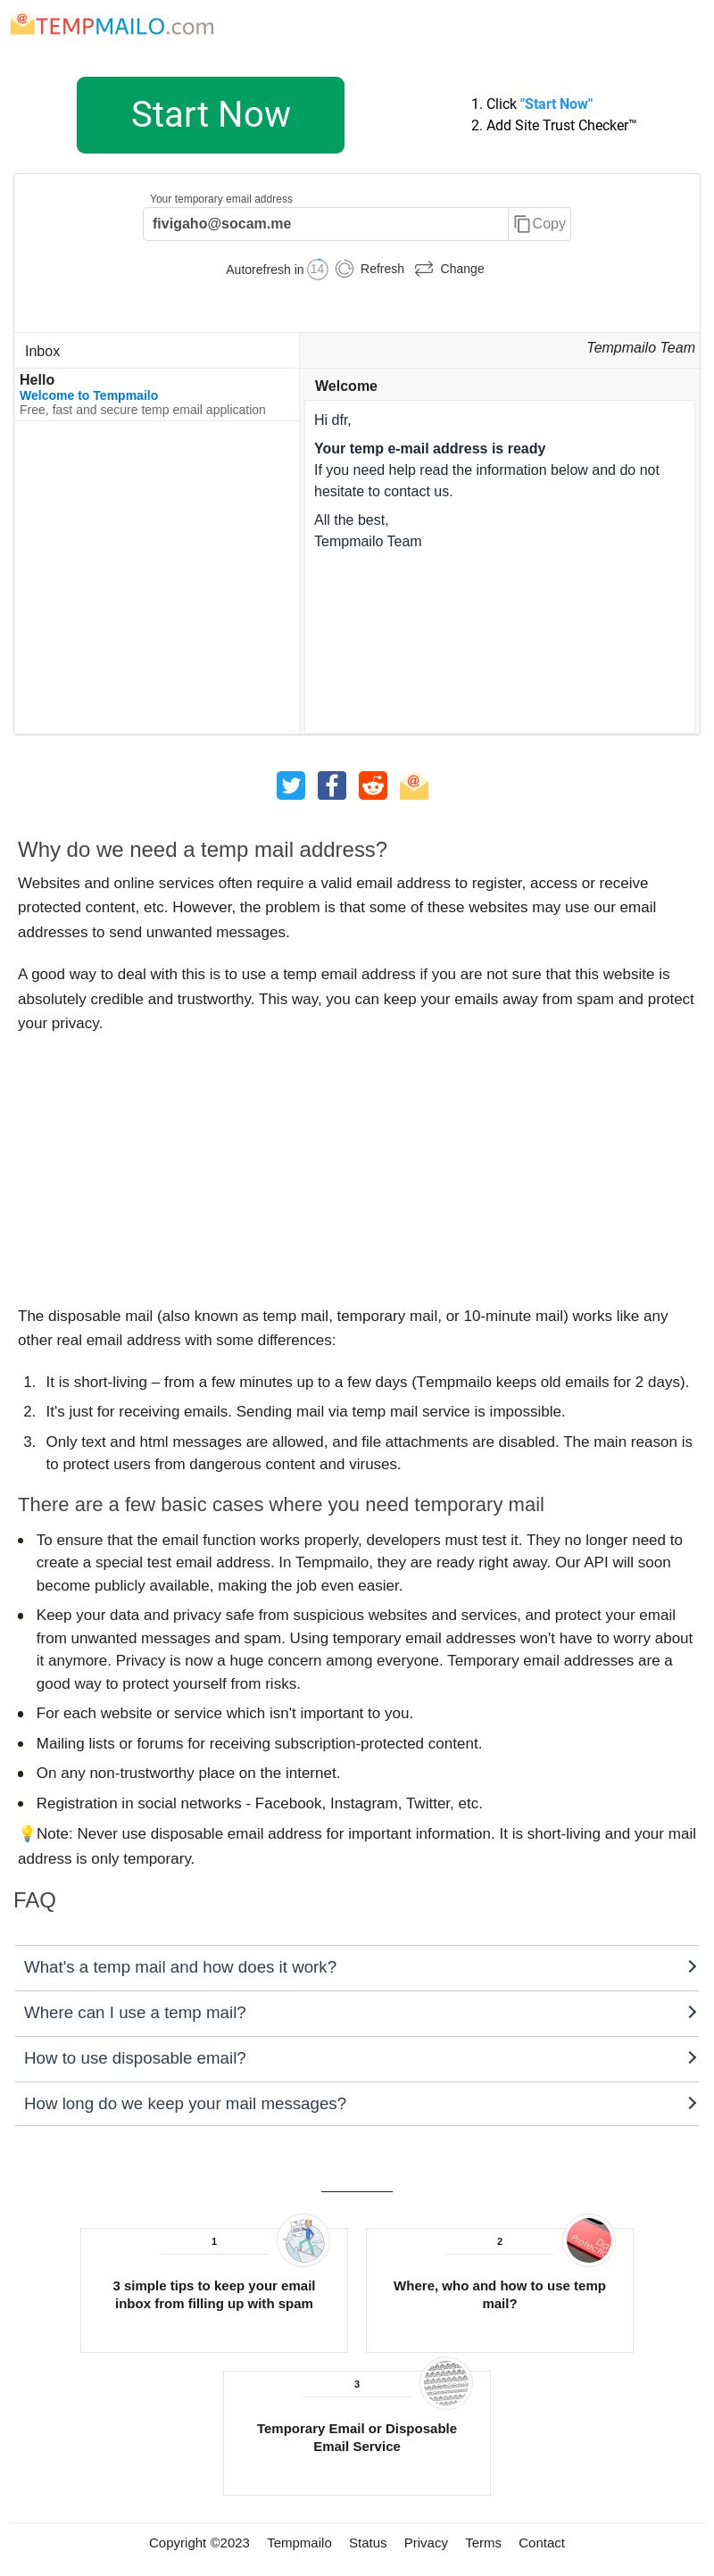 TEMPMAILO.com
Start Now
1. Click "Start Now"
2. Add Site Trust Checker™
Your temporary email address
fivigaho@socam.me
Copy
Autorefresh in 14 Refresh Change
Inbox
Tempmailo Team
Hello
Welcome to Tempmailo
Free, fast and secure temp email application
Welcome
Hi dfr,
Your temp e-mail address is ready
If you need help read the information below and do not
hesitate to contact us.
All the best,
Tempmailo Team
Why do we need a temp mail address?
Websites and online services often require a valid email address to register, access or receive
protected content, etc. However, the problem is that some of these websites may use our email
addresses to send unwanted messages.
A good way to deal with this is to use a temp email address if you are not sure that this website is
absolutely credible and trustworthy. This way, you can keep your emails away from spam and protect
your privacy.
The disposable mail (also known as temp mail, temporary mail, or 10-minute mail) works like any
other real email address with some differences:
1. It is short-living – from a few minutes up to a few days (Tempmailo keeps old emails for 2 days).
2. It's just for receiving emails. Sending mail via temp mail service is impossible.
3. Only text and html messages are allowed, and file attachments are disabled. The main reason is
to protect users from dangerous content and viruses.
There are a few basic cases where you need temporary mail
• To ensure that the email function works properly, developers must test it. They no longer need to
create a special test email address. In Tempmailo, they are ready right away. Our API will soon
become publicly available, making the job even easier.
• Keep your data and privacy safe from suspicious websites and services, and protect your email
from unwanted messages and spam. Using temporary email addresses won't have to worry about
it anymore. Privacy is now a huge concern among everyone. Temporary email addresses are a
good way to protect yourself from risks.
• For each website or service which isn't important to you.
• Mailing lists or forums for receiving subscription-protected content.
• On any non-trustworthy place on the internet.
• Registration in social networks - Facebook, Instagram, Twitter, etc.
💡Note: Never use disposable email address for important information. It is short-living and your mail
address is only temporary.
FAQ
What's a temp mail and how does it work?
Where can I use a temp mail?
How to use disposable email?
How long do we keep your mail messages?
1
3 simple tips to keep your email
inbox from filling up with spam
2
Where, who and how to use temp
mail?
3
Temporary Email or Disposable
Email Service
Copyright ©2023 Tempmailo Status Privacy Terms Contact